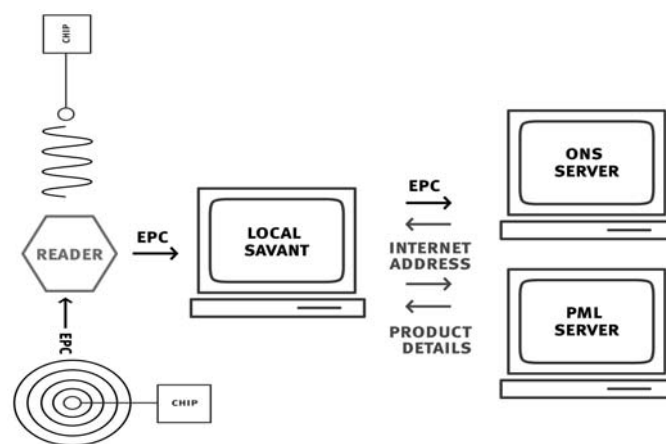 CHIP
READER
EPC
EPC
CHIP
LOCAL
SAVANT
EPC
INTERNET
ADDRESS
PRODUCT
DETAILS
ONS
SERVER
PML
SERVER